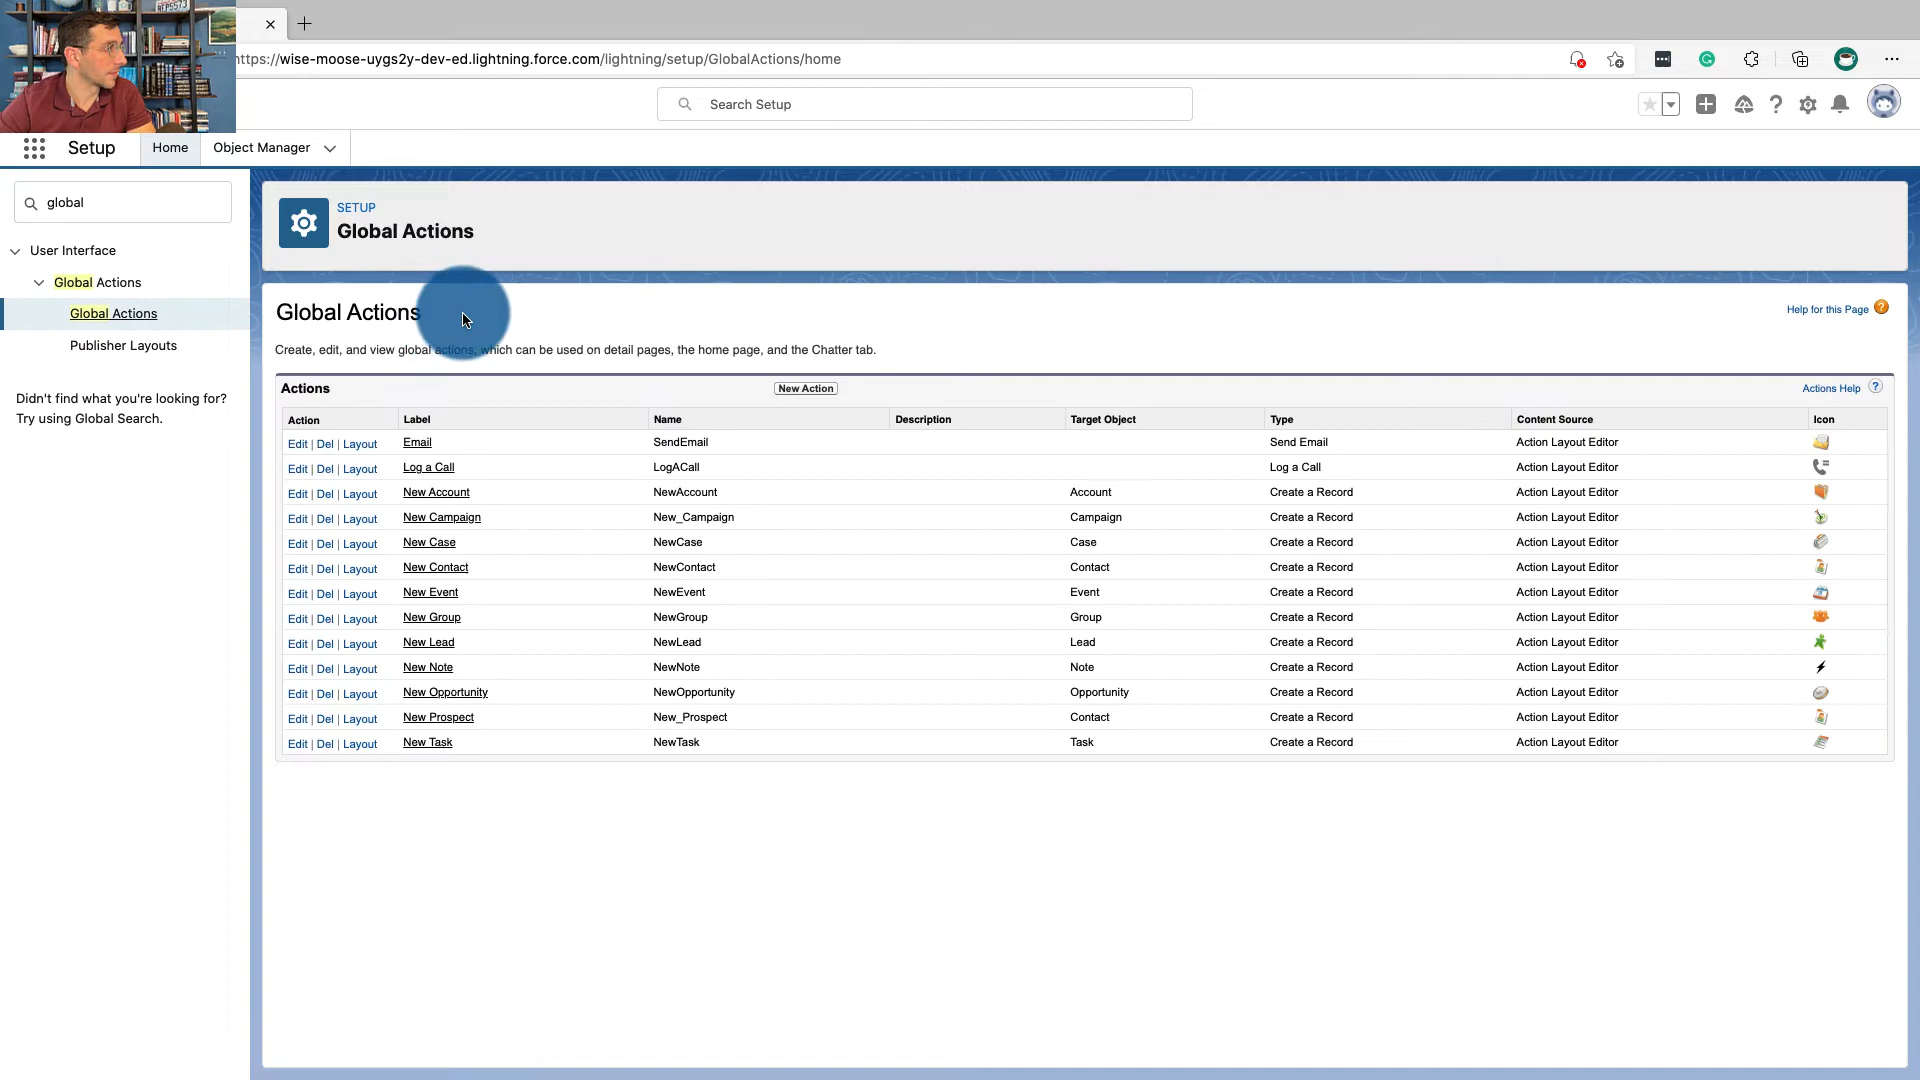 https://wise-moose-uygs2y-dev-ed.lightning.force.com/lightning/setup/GlobalActions/home
Search Setup
Setup
Home
Object Manager
global
User Interface
Global Actions
Global Actions
Publisher Layouts
Didn't find what you're looking for?
Try using Global Search.
SETUP
Global Actions
Global Actions
Help for this Page
Create, edit, and view global actions, which can be used on detail pages, the home page, and the Chatter tab.
Actions
New Action
Actions Help
Action Label Name Description Target Object Type Content Source Icon
Edit | Del | Layout Email SendEmail Send Email Action Layout Editor
Edit | Del | Layout Log a Call LogACall Log a Call Action Layout Editor
Edit | Del | Layout New Account NewAccount Account Create a Record Action Layout Editor
Edit | Del | Layout New Campaign New_Campaign Campaign Create a Record Action Layout Editor
Edit | Del | Layout New Case NewCase Case Create a Record Action Layout Editor
Edit | Del | Layout New Contact NewContact Contact Create a Record Action Layout Editor
Edit | Del | Layout New Event NewEvent Event Create a Record Action Layout Editor
Edit | Del | Layout New Group NewGroup Group Create a Record Action Layout Editor
Edit | Del | Layout New Lead NewLead Lead Create a Record Action Layout Editor
Edit | Del | Layout New Note NewNote Note Create a Record Action Layout Editor
Edit | Del | Layout New Opportunity NewOpportunity Opportunity Create a Record Action Layout Editor
Edit | Del | Layout New Prospect New_Prospect Contact Create a Record Action Layout Editor
Edit | Del | Layout New Task NewTask Task Create a Record Action Layout Editor